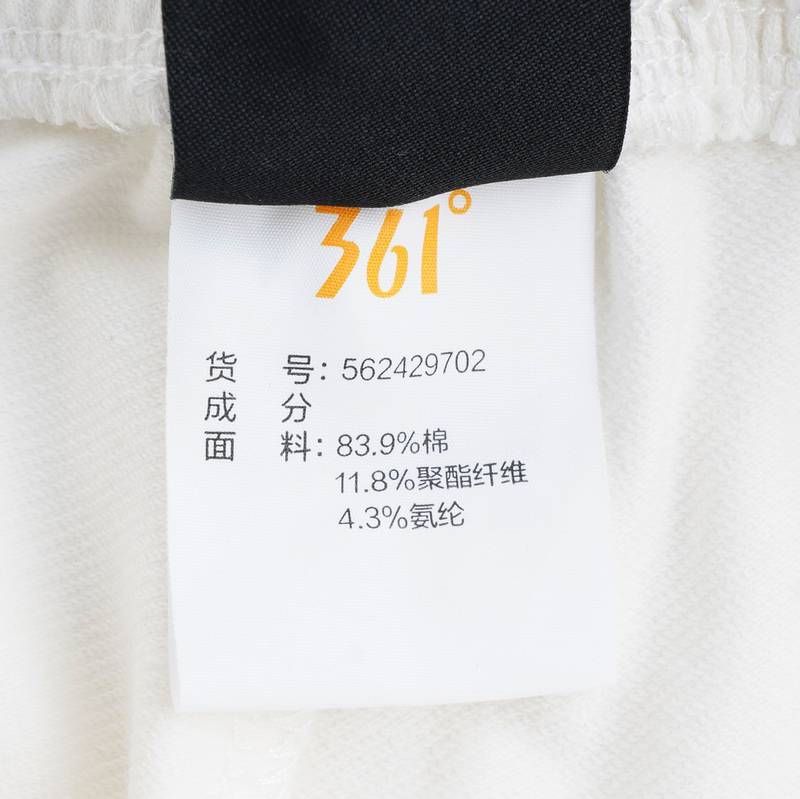 361°
货 号：562429702
成 分
面 料：83.9%棉
11.8%聚酯纤维
4.3%氨纶